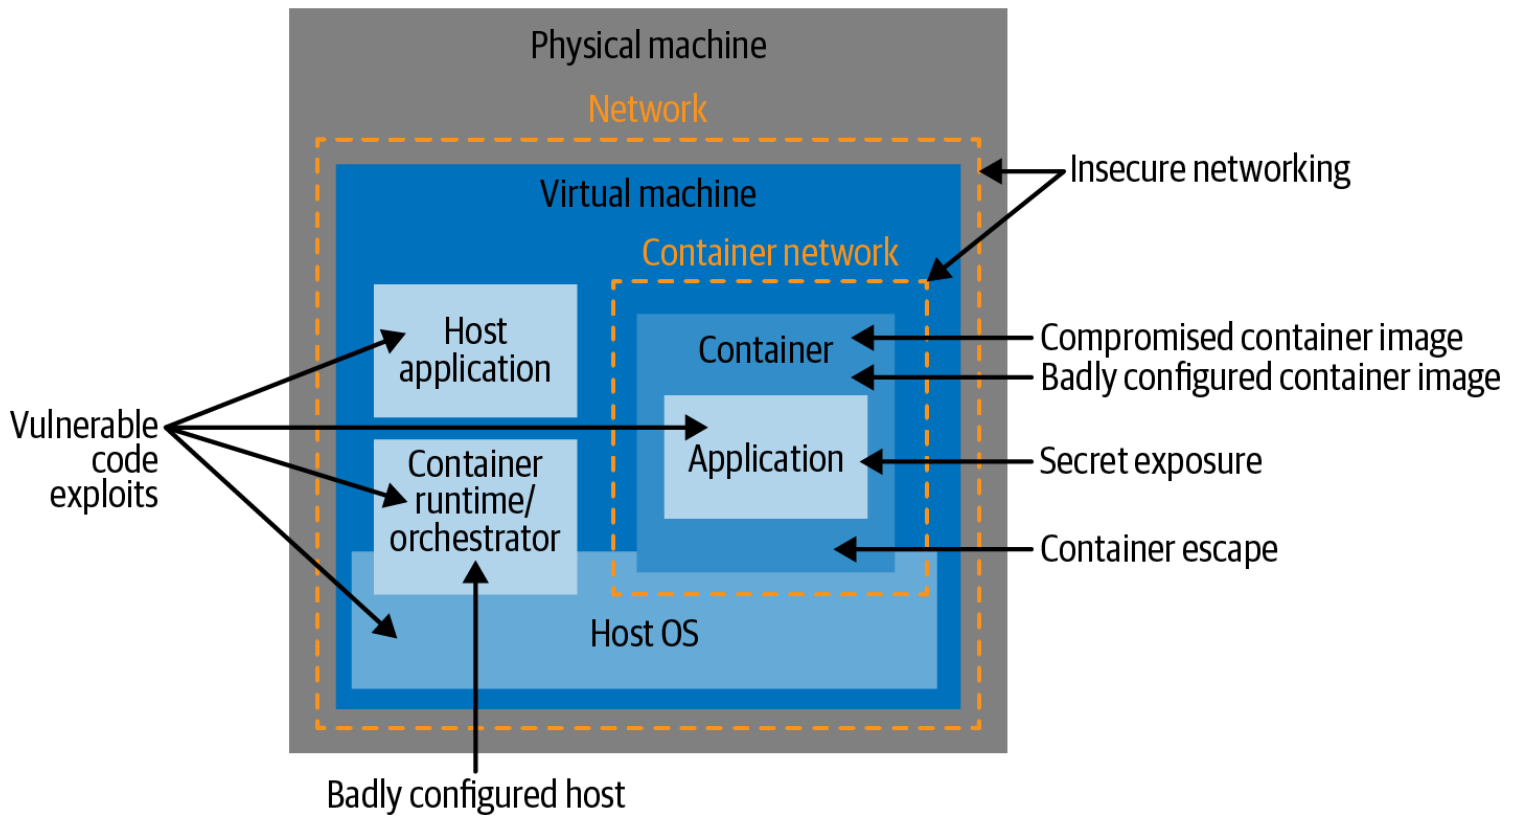 Physical machine
Network
Insecure networking
Virtual machine
Container network
Host
application
Container
Compromised container image
Badly configured container image
Vulnerable
code
exploits
Container
runtime/
orchestrator
Application
Secret exposure
Container escape
Host OS
Badly configured host